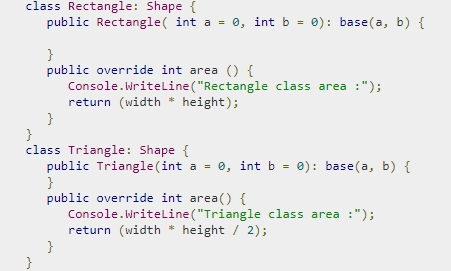 class Rectangle: Shape {
public Rectangle( int a = 0, int b = 0): base(a, b) {
}
public override int area () {
Console.WriteLine("Rectangle class area :");
return (width * height);
}
}
class Triangle: Shape {
public Triangle(int a = 0, int b = 0): base(a, b) {
}
public override int area() {
Console.WriteLine("Triangle class area :");
return (width * height / 2);
}
}